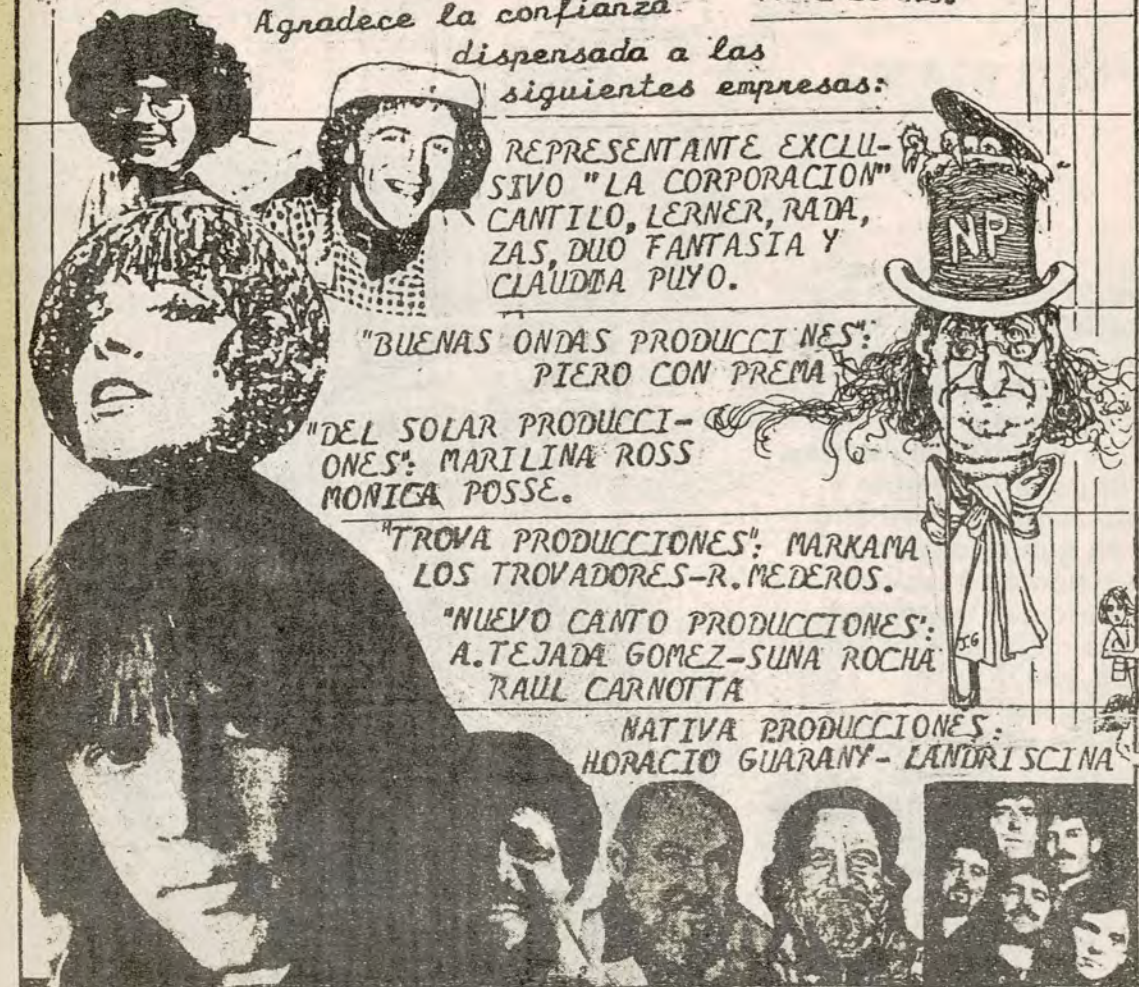 Agradece la confianza
dispensada a las
siguientes empresas:
REPRESENTANTE EXCLU-
SIVO "LA CORPORACION"
CANTILO, LERNER, RADA,
ZAS, DUO FANTASIA Y
CLAUDIA PUYO.
"BUENAS ONDAS PRODUCCI NES":
PIERO CON PREMA
"DEL SOLAR PRODUCCI-
ONES": MARILINA ROSS
MONICA POSSE.
"TROVA PRODUCCIONES": MARKAMA
LOS TROVADORES-R. MEDEROS.
"NUEVO CANTO PRODUCCIONES":
A. TEJADA GOMEZ-SUNA ROCHA
RAUL CARNOTTA
NATIVA PRODUCCIONES:
HORACIO GUARANY- LANDRISCINA
NP
J.G